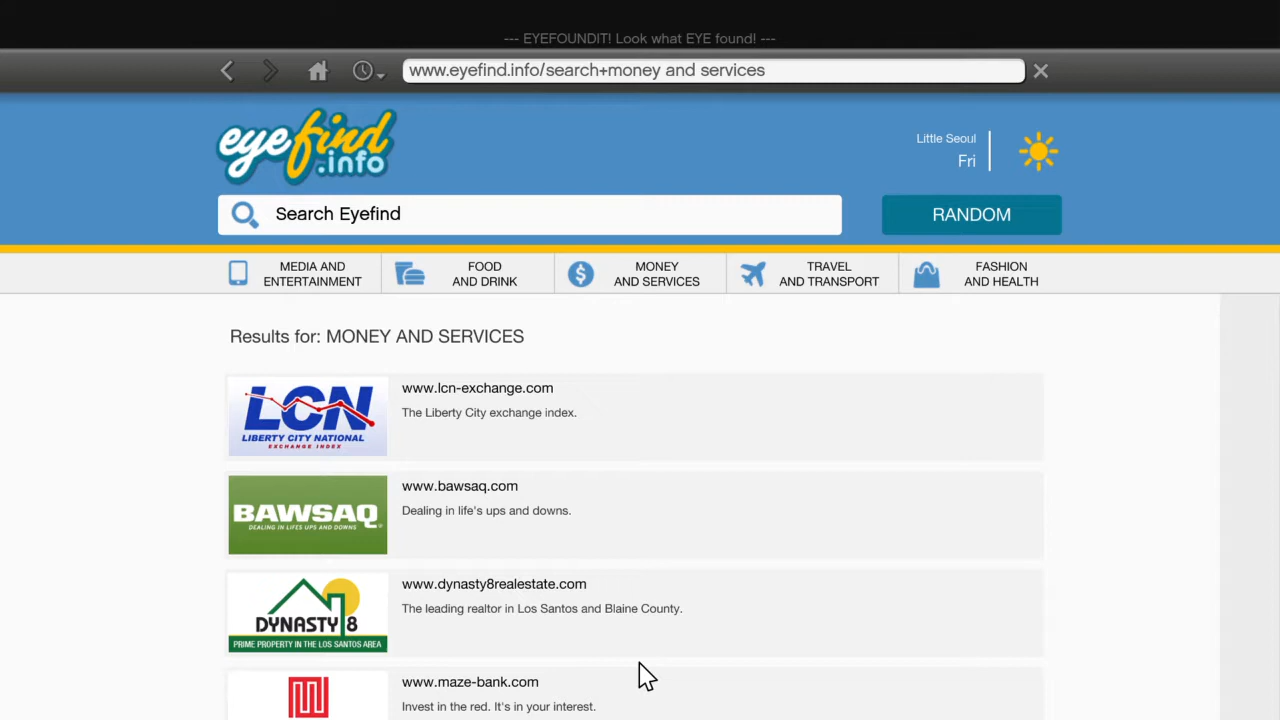 --- EYEFOUNDIT! Look what EYE found! ---
www.eyefind.info/search+money and services
eyefind
.info
Little Seoul
Fri
Search Eyefind
RANDOM
MEDIA AND
ENTERTAINMENT
FOOD
AND DRINK
MONEY
AND SERVICES
TRAVEL
AND TRANSPORT
FASHION
AND HEALTH
Results for: MONEY AND SERVICES
LCN
LIBERTY CITY NATIONAL
EXCHANGE INDEX
www.lcn-exchange.com
The Liberty City exchange index.
BAWSAQ
DEALING IN LIFES UPS AND DOWNS
www.bawsaq.com
Dealing in life's ups and downs.
DYNASTY 8
PRIME PROPERTY IN THE LOS SANTOS AREA
www.dynasty8realestate.com
The leading realtor in Los Santos and Blaine County.
www.maze-bank.com
Invest in the red. It's in your interest.